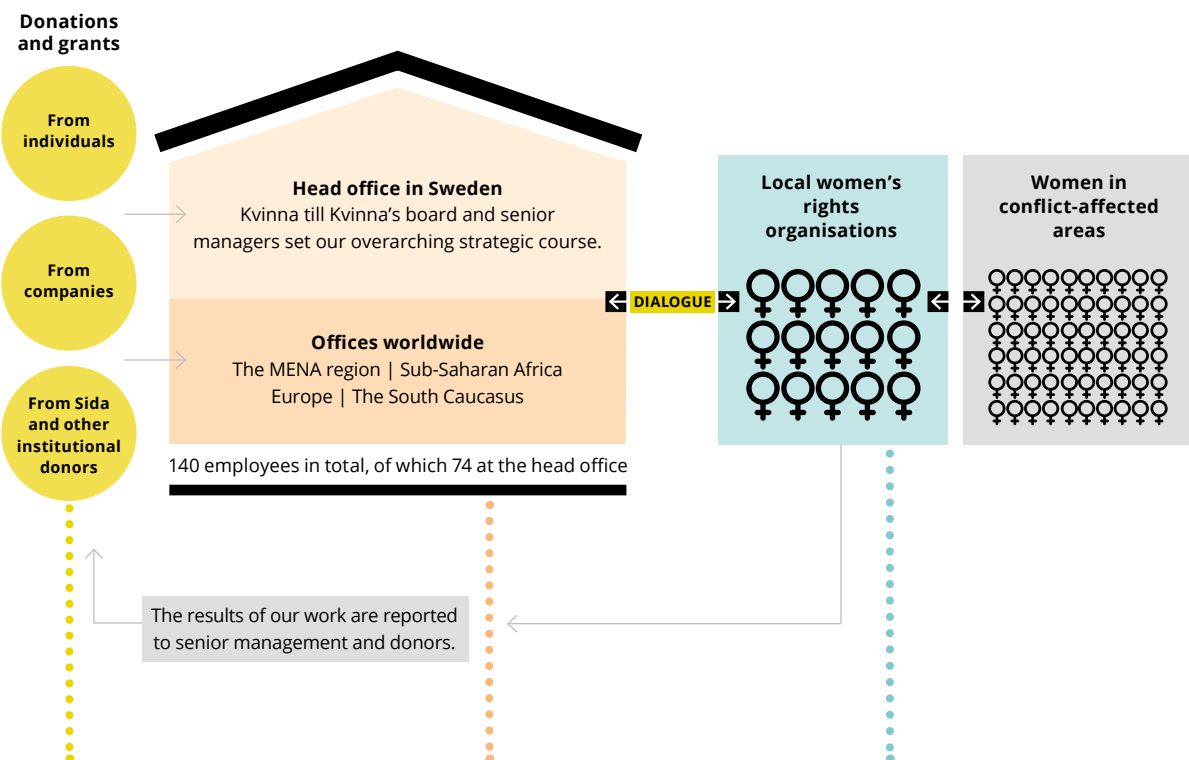 Donations
and grants
From
individuals
From
companies
From Sida
and other
institutional
donors
Head office in Sweden
Kvinna till Kvinna’s board and senior
managers set our overarching strategic course.
Offices worldwide
The MENA region | Sub-Saharan Africa
Europe | The South Caucasus
140 employees in total, of which 74 at the head office
DIALOGUE
Local women’s
rights
organisations
Women in
conflict-affected
areas
The results of our work are reported
to senior management and donors.